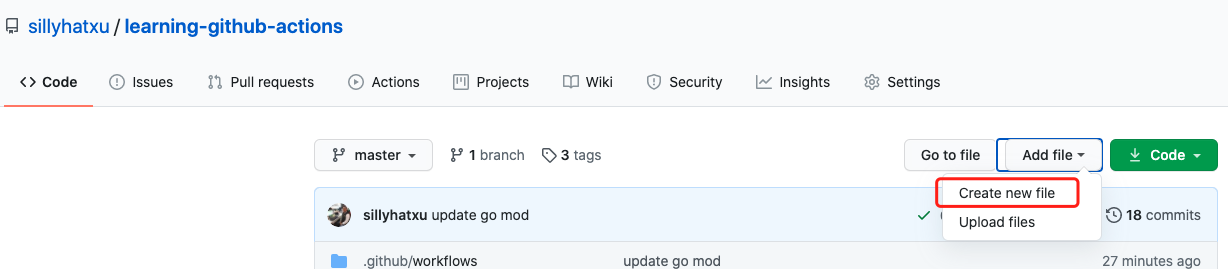 sillyhatxu / learning-github-actions
Code Issues Pull requests Actions Projects Wiki Security Insights Settings
master 1 branch 3 tags Go to file Add file Code
Create new file
sillyhatxu update go mod 18 commits
Upload files
.github/workflows update go mod 27 minutes ago